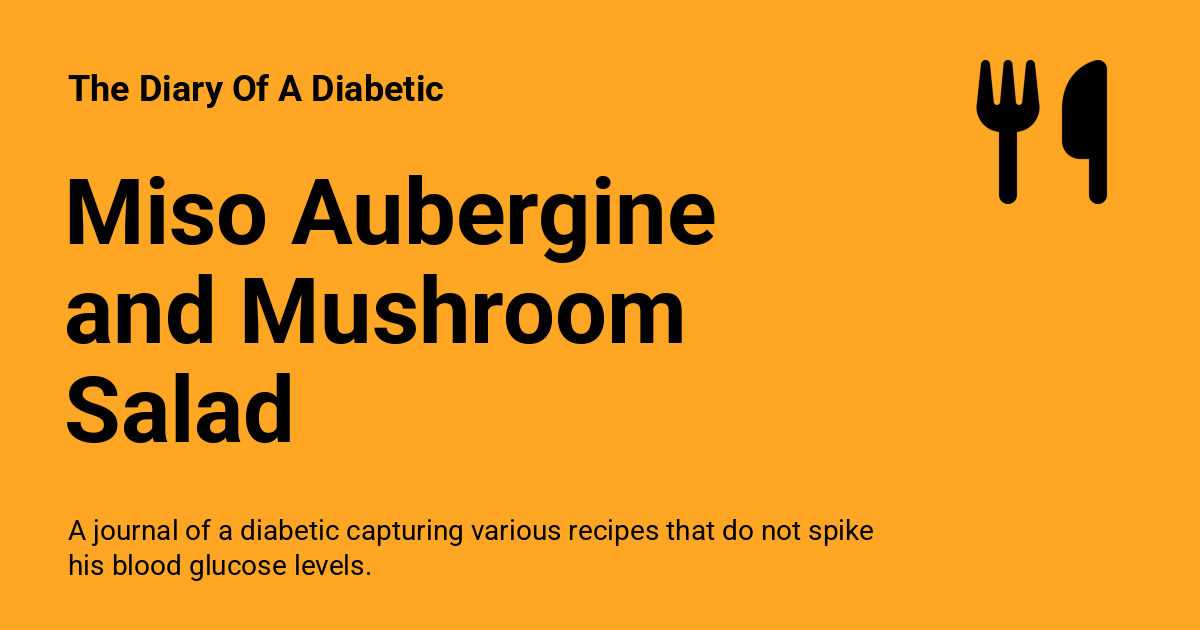 The Diary Of A Diabetic
Miso Aubergine
and Mushroom
Salad
A journal of a diabetic capturing various recipes that do not spike
his blood glucose levels.